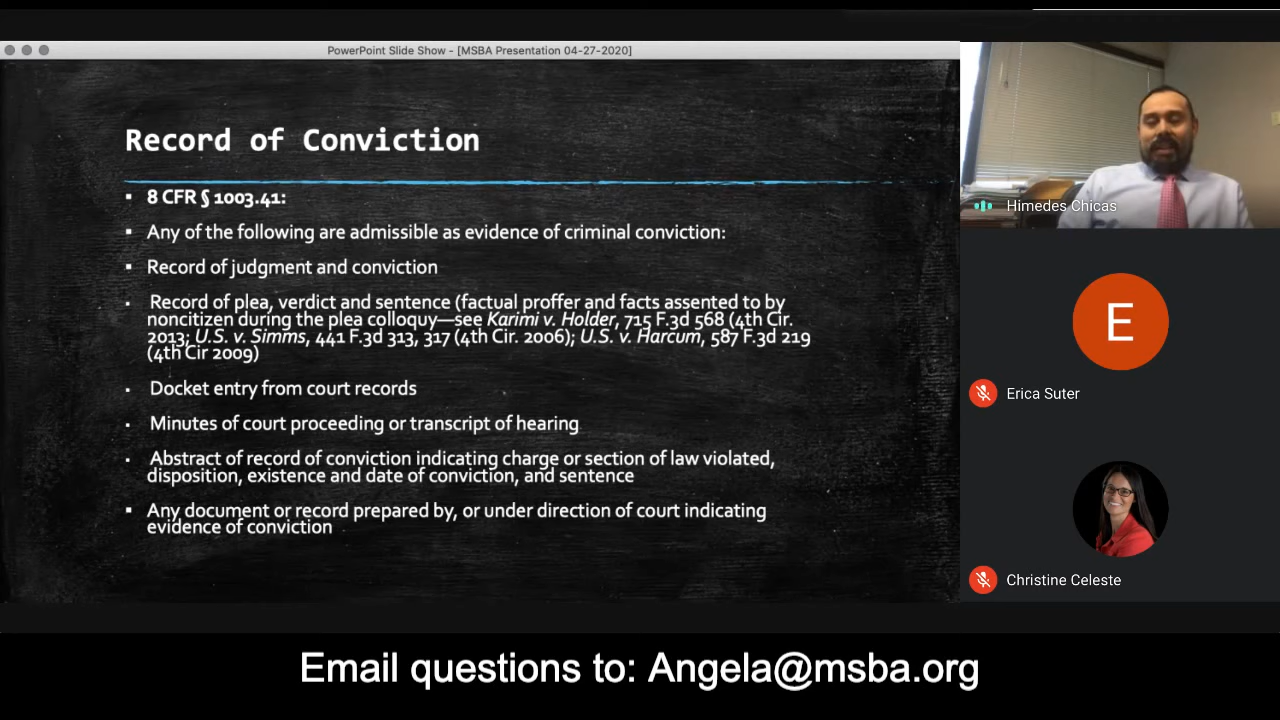 PowerPoint Slide Show - [MSBA Presentation 04-27-2020]
Record of Conviction
▪ 8 CFR § 1003.41:
▪ Any of the following are admissible as evidence of criminal conviction:
▪ Record of judgment and conviction
▪ Record of plea, verdict and sentence (factual proffer and facts assented to by
noncitizen during the plea colloquy—see Karimi v. Holder, 715 F.3d 568 (4th Cir.
2013; U.S. v. Simms, 441 F.3d 313, 317 (4th Cir. 2006); U.S. v. Harcum, 587 F.3d 219
(4th Cir 2009)
▪ Docket entry from court records
▪ Minutes of court proceeding or transcript of hearing
▪ Abstract of record of conviction indicating charge or section of law violated,
disposition, existence and date of conviction, and sentence
▪ Any document or record prepared by, or under direction of court indicating
evidence of conviction
Himedes Chicas
E
Erica Suter
Christine Celeste
Email questions to: Angela@msba.org